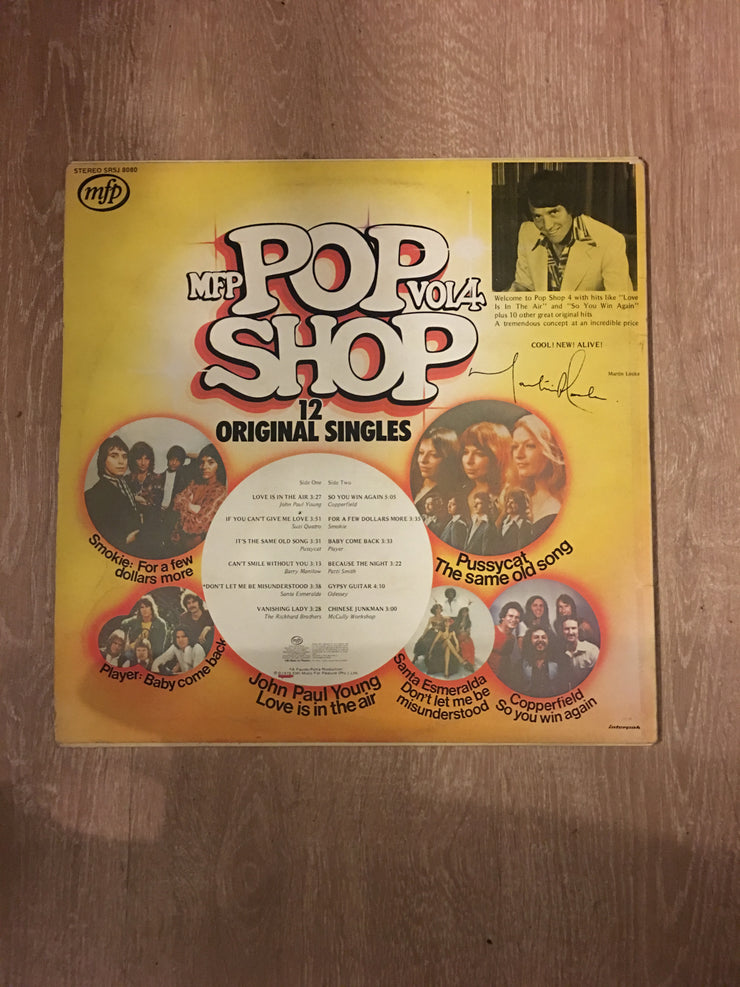 STEREO SRSJ 8080
mfp
MFP POP VOL 4
SHOP
12
ORIGINAL SINGLES
Welcome to Pop Shop 4 with hits like "Love
Is In The Air" and "So You Win Again"
plus 10 other great original hits
A tremendous concept at an incredible price
COOL! NEW! ALIVE!
Martin Locke
Side One Side Two
LOVE IS IN THE AIR 3:27 SO YOU WIN AGAIN 5:05
John Paul Young Copperfield
IF YOU CAN'T GIVE ME LOVE 3:51 FOR A FEW DOLLARS MORE 3:35
Suzi Quatro Smokie
IT'S THE SAME OLD SONG 3:31 BABY COME BACK 3:33
Pussycat Player
CAN'T SMILE WITHOUT YOU 3:13 BECAUSE THE NIGHT 3:22
Barry Manilow Patti Smith
*DON'T LET ME BE MISUNDERSTOOD 3:38 GYPSY GUITAR 4:10
Santa Esmeralda Odessey
VANISHING LADY 3:28 CHINESE JUNKMAN 3:00
The Rickhard Brothers McCully Workshop
Smokie: For a few
dollars more
Pussycat
The same old song
Player: Baby come back
John Paul Young
Love is in the air
Santa Esmeralda
Don't let me be
misunderstood
Copperfield
So you win again
Interpak